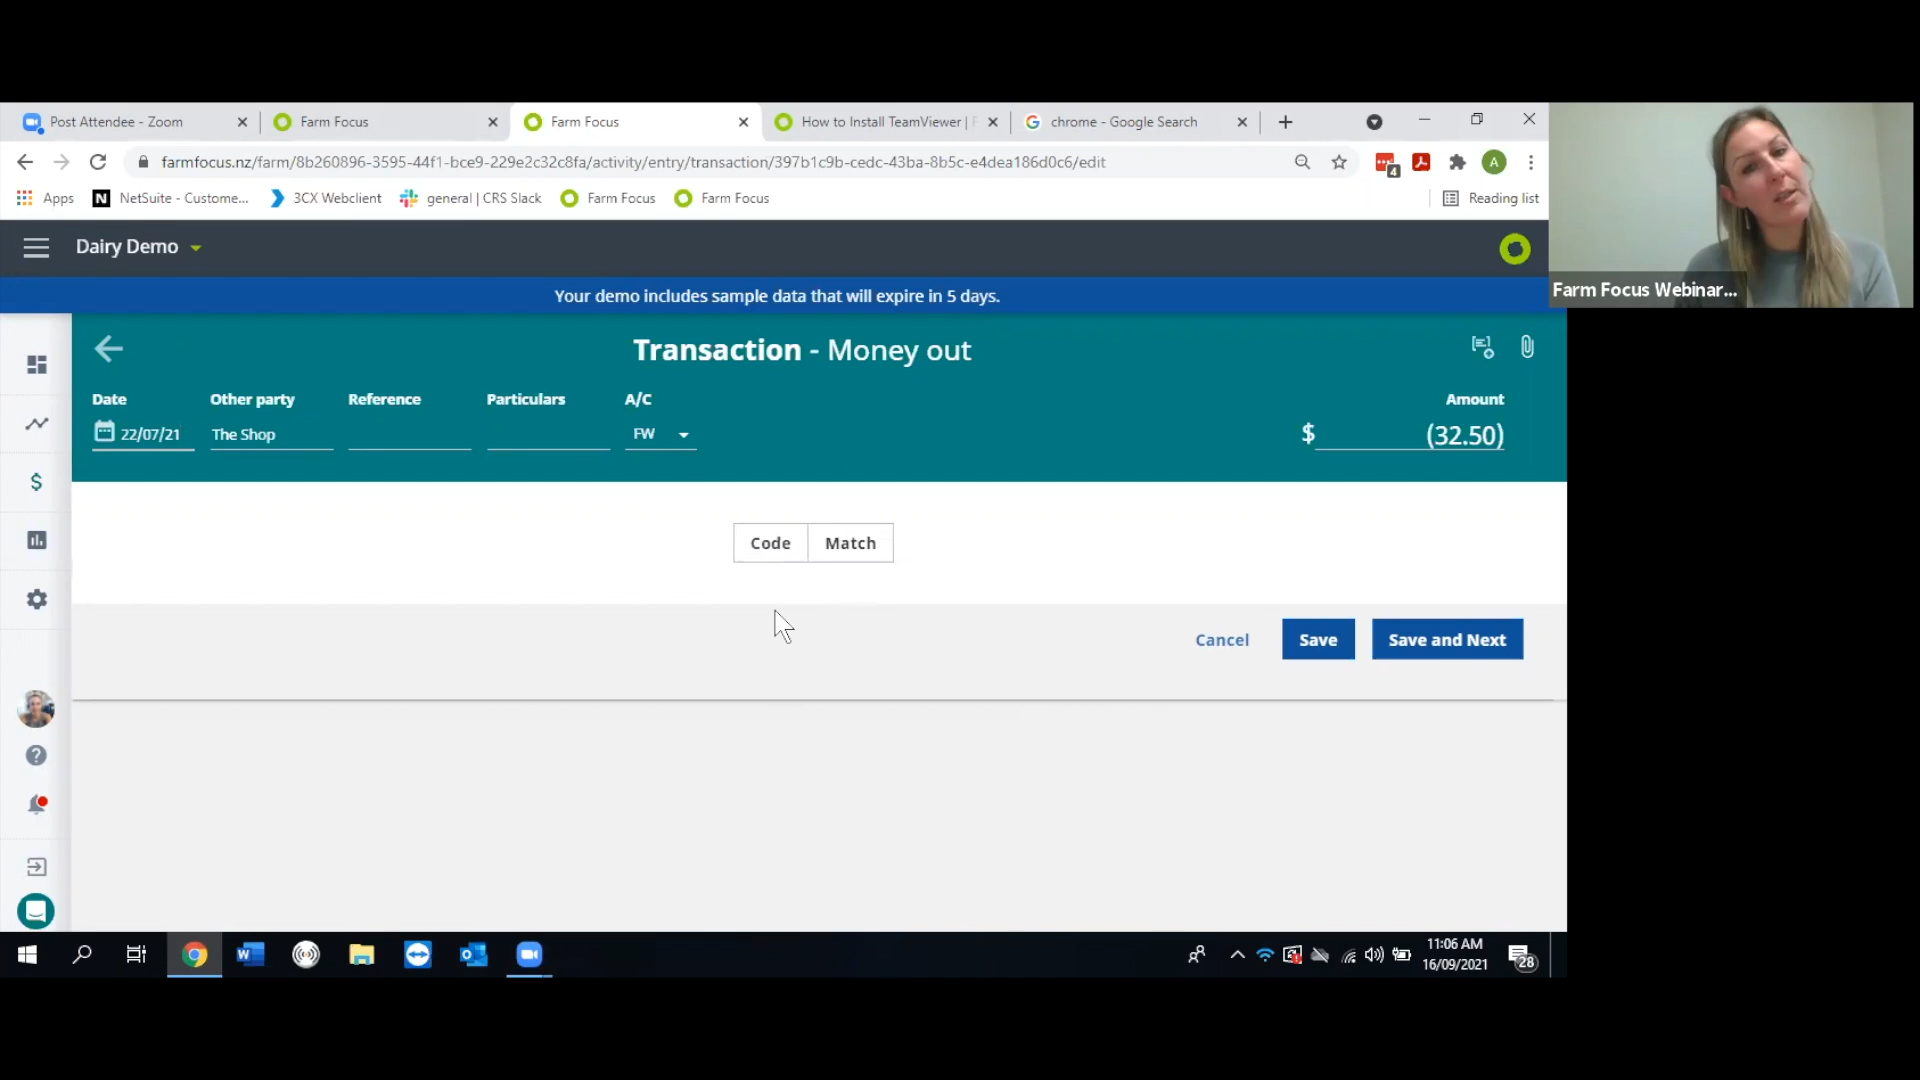 Post Attendee - Zoom
Farm Focus
Farm Focus
How to Install TeamViewer |
chrome - Google Search
farmfocus.nz/farm/8b260896-3595-44f1-bce9-229e2c32c8fa/activity/entry/transaction/397b1c9b-cedc-43ba-8b5c-e4dea186d0c6/edit
4
A
Apps
N
NetSuite - Custome...
3CX Webclient
general | CRS Slack
Farm Focus
Farm Focus
Reading list
Dairy Demo
Farm Focus Webinar...
Your demo includes sample data that will expire in 5 days.
Transaction - Money out
Date Other party Reference Particulars A/C Amount
22/07/21 The Shop FW $ (32.50)
Code Match
Cancel Save Save and Next
11:06 AM
16/09/2021
28